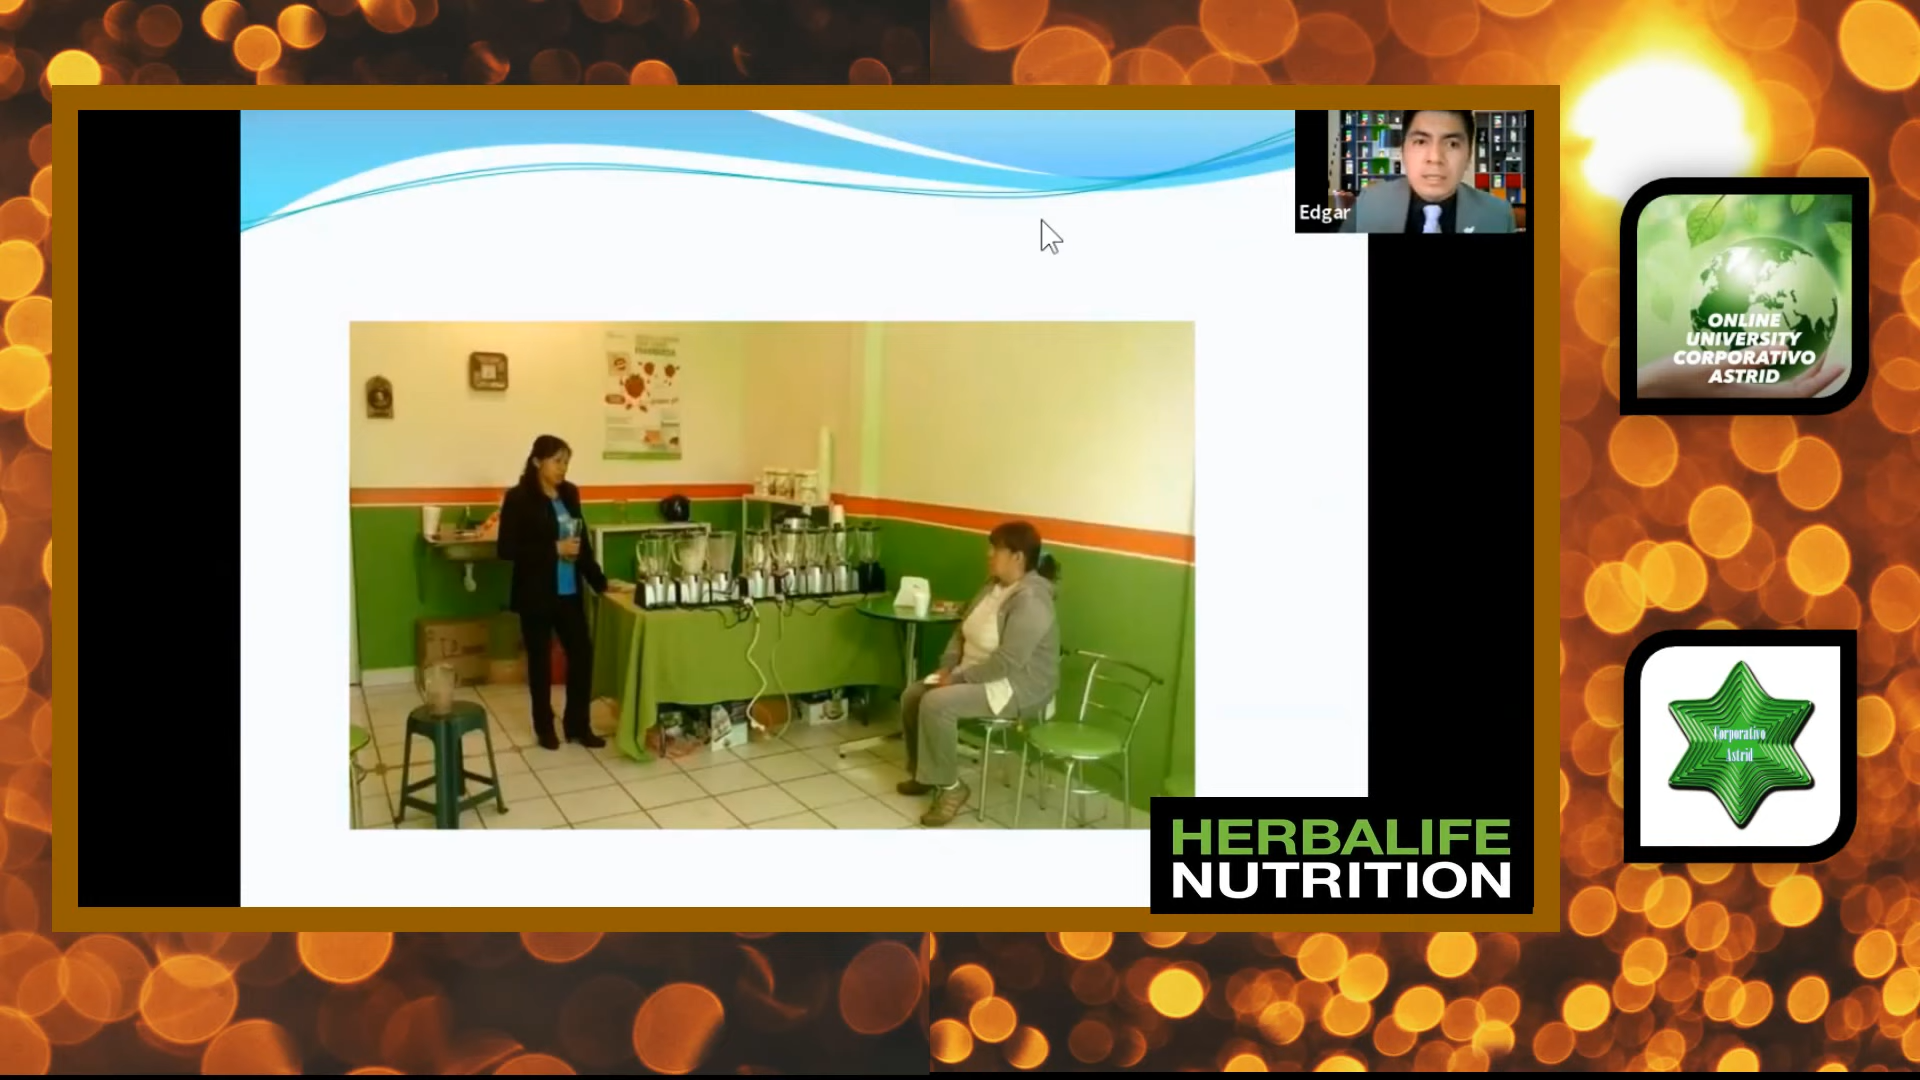 Edgar
ONLINE
UNIVERSITY
CORPORATIVO
ASTRID
Corporativo
Astrid
HERBALIFE
NUTRITION